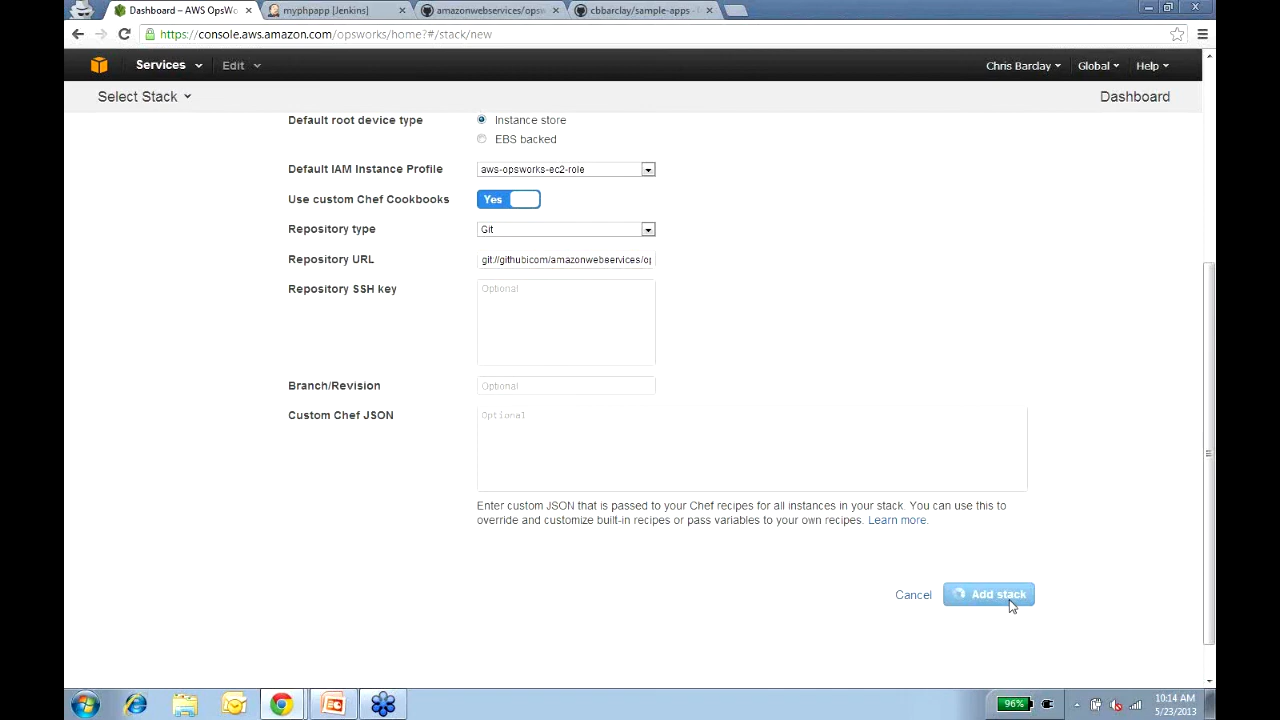 Dashboard – AWS OpsWo
myphpapp [Jenkins]
amazonwebservices/opsw
cbbarclay/sample-apps ·
https://console.aws.amazon.com/opsworks/home?#/stack/new
Services
Edit
Chris Barclay
Global
Help
Select Stack
Dashboard
Default root device type
Instance store
EBS backed
Default IAM Instance Profile
aws-opsworks-ec2-role
Use custom Chef Cookbooks
Yes
Repository type
Git
Repository URL
git://github.com/amazonwebservices/op
Repository SSH key
Optional
Branch/Revision
Optional
Custom Chef JSON
Optional
Enter custom JSON that is passed to your Chef recipes for all instances in your stack. You can use this to
override and customize built-in recipes or pass variables to your own recipes. Learn more.
Cancel
Add stack
96%
10:14 AM
5/23/2013